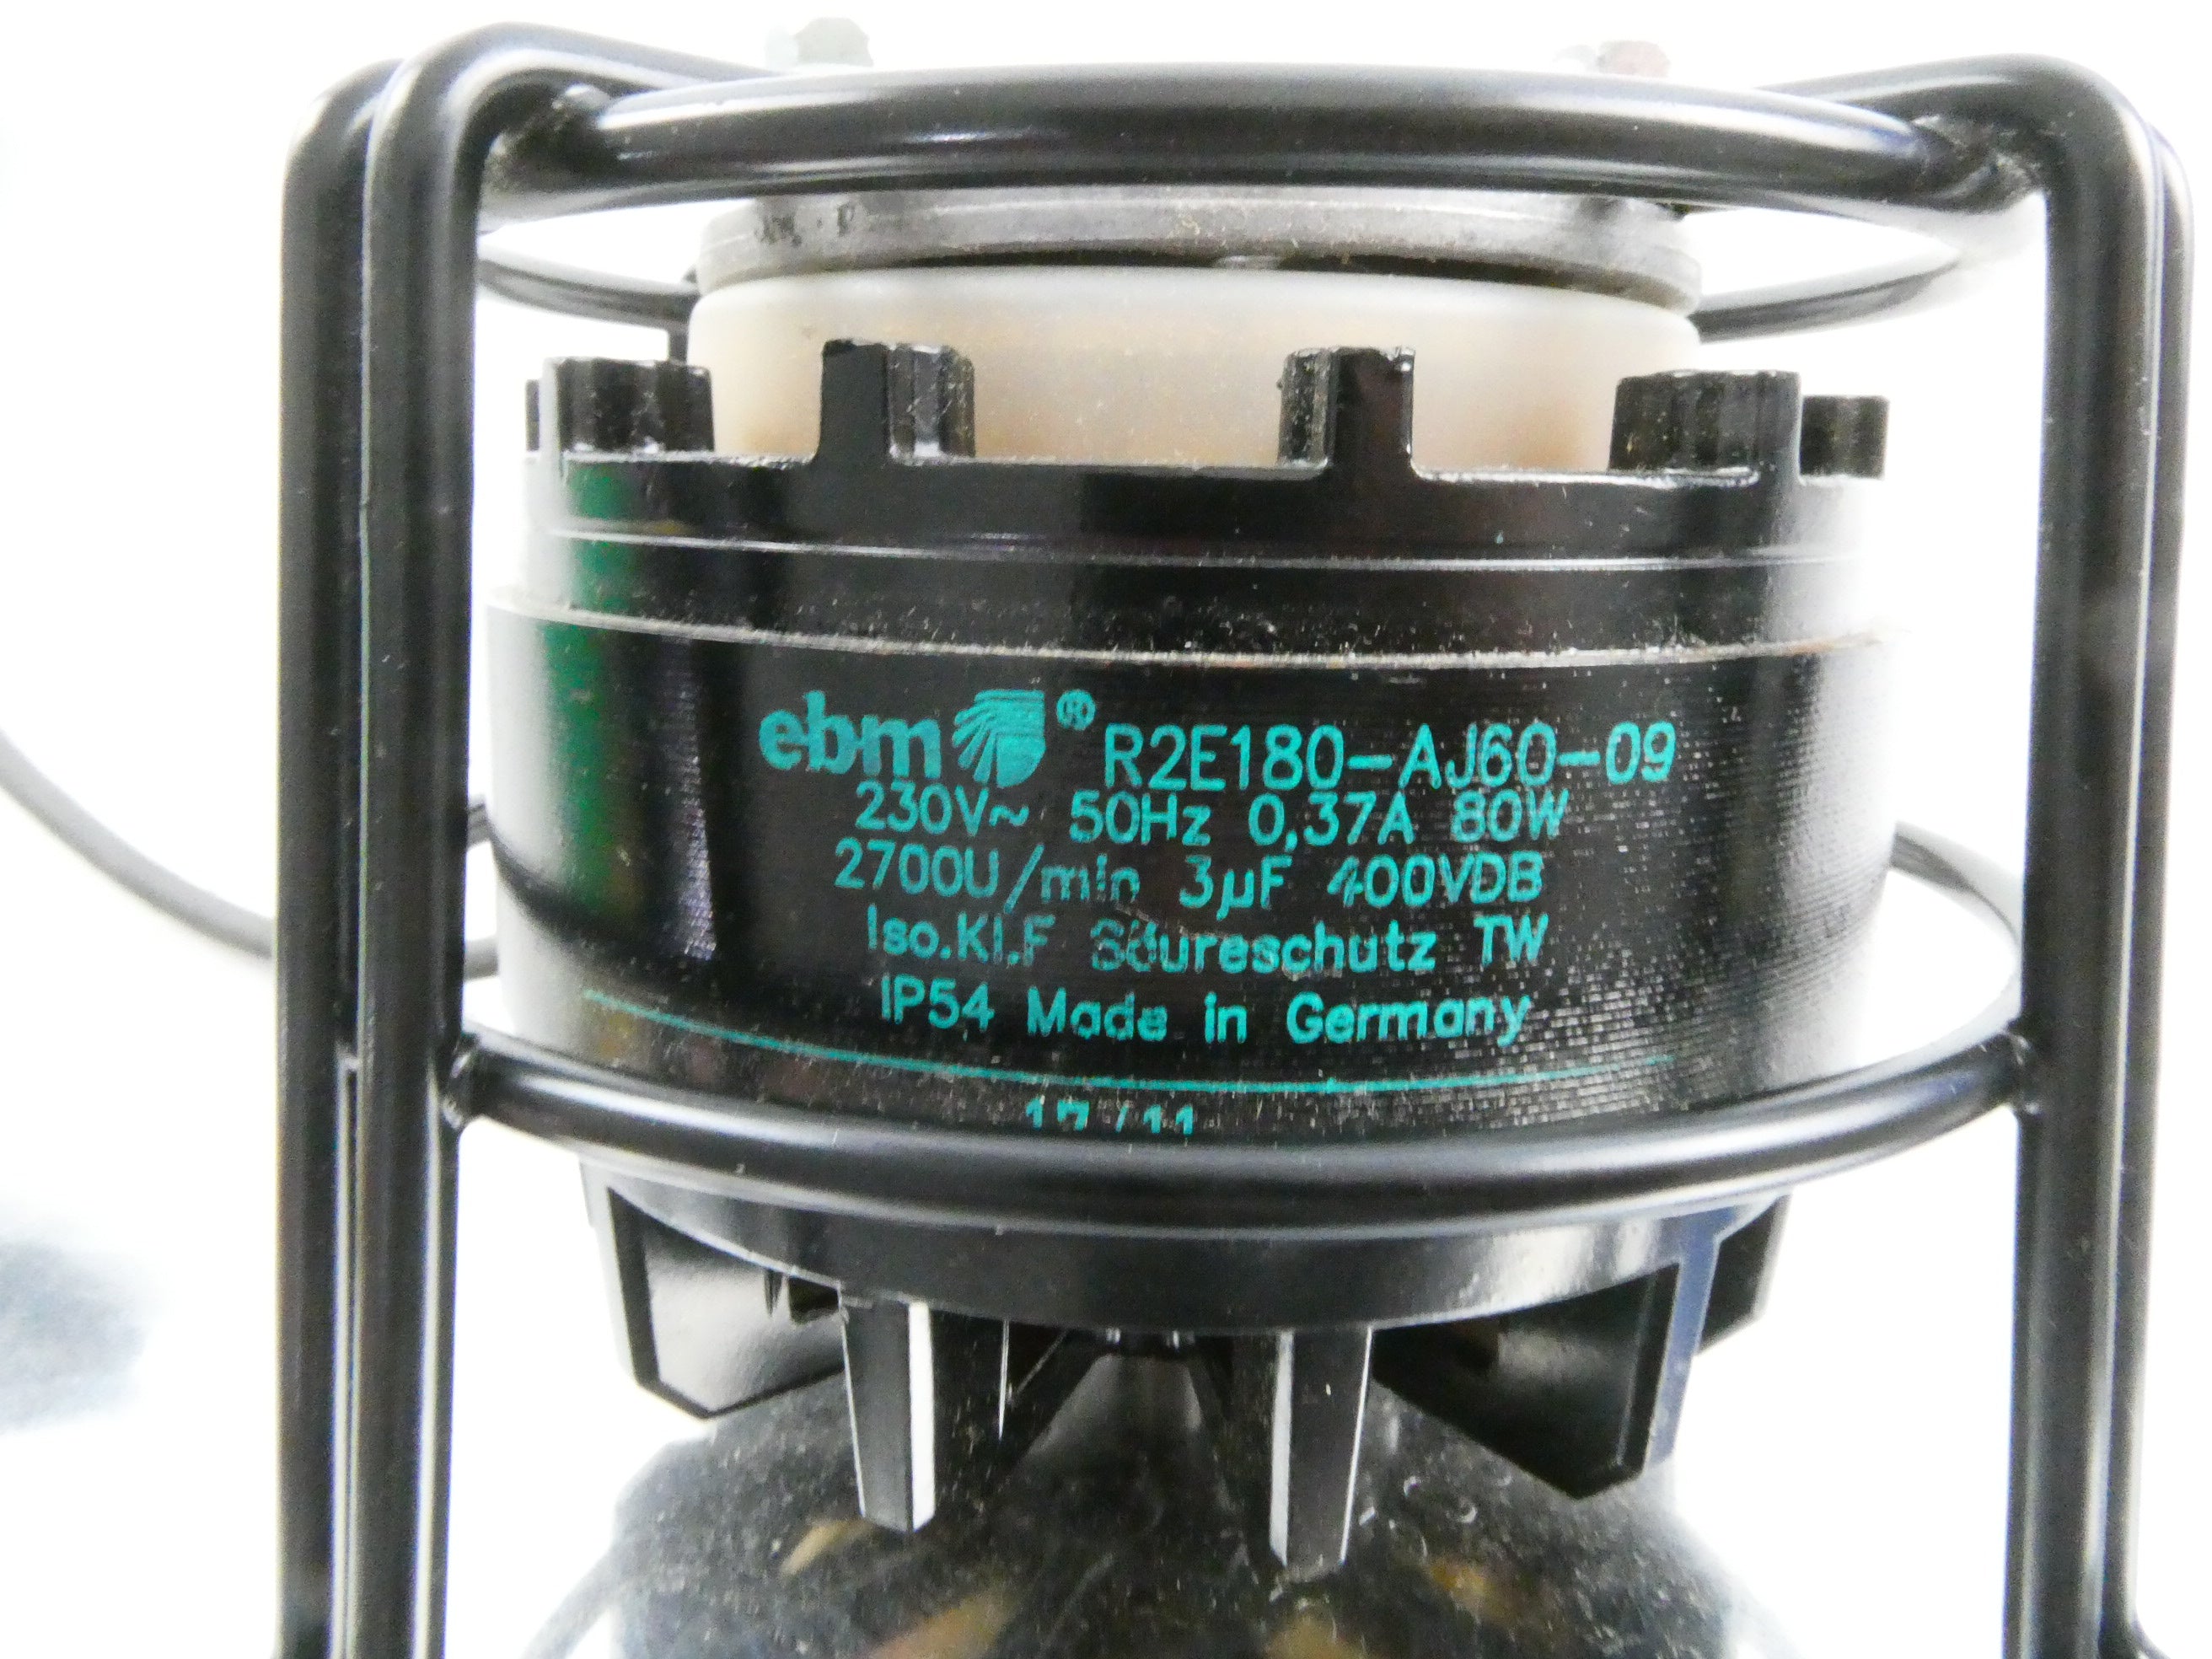 ebm® R2E180-AJ60-09
230V~ 50Hz 0,37A 80W
2700U/min 3µF 400VDB
Iso.Kl.F Säureschutz TW
IP54 Made in Germany